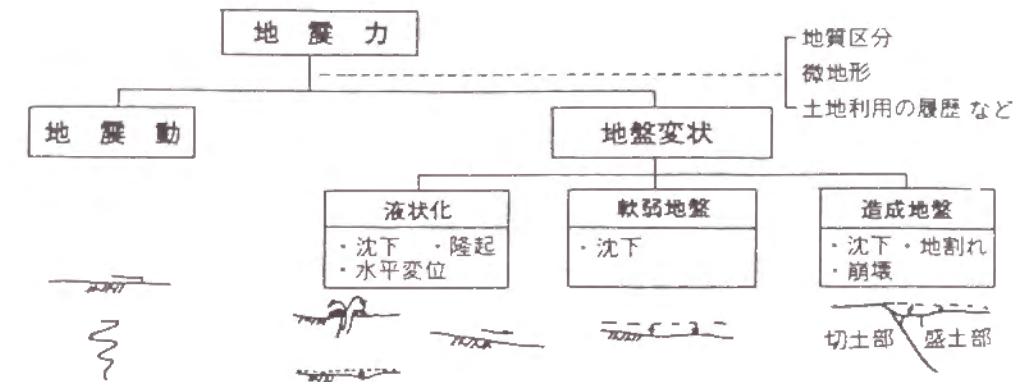 地震力
地質区分
微地形
土地利用の履歴 など
地震動
地盤変状
液状化
・沈下 ・隆起
・水平変位
軟弱地盤
・沈下
造成地盤
・沈下・地割れ
・崩壊
切土部 盛土部